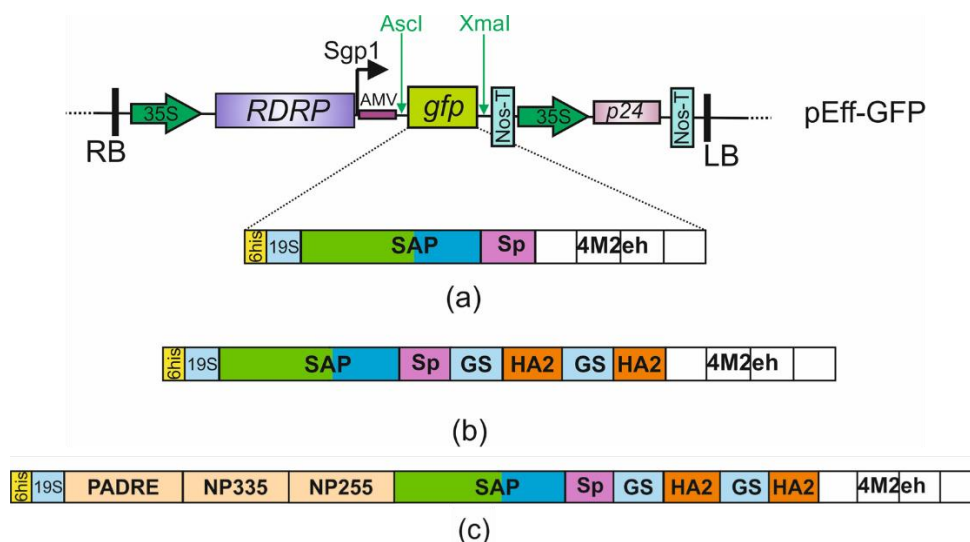 AscI XmaI
Sgp1
35S RDRP AMV gfp Nos-T 35S p24 Nos-T pEff-GFP
RB LB
6his 19S SAP Sp 4M2eh
(a)
6his 19S SAP Sp GS HA2 GS HA2 4M2eh
(b)
6his 19S PADRE NP335 NP255 SAP Sp GS HA2 GS HA2 4M2eh
(c)